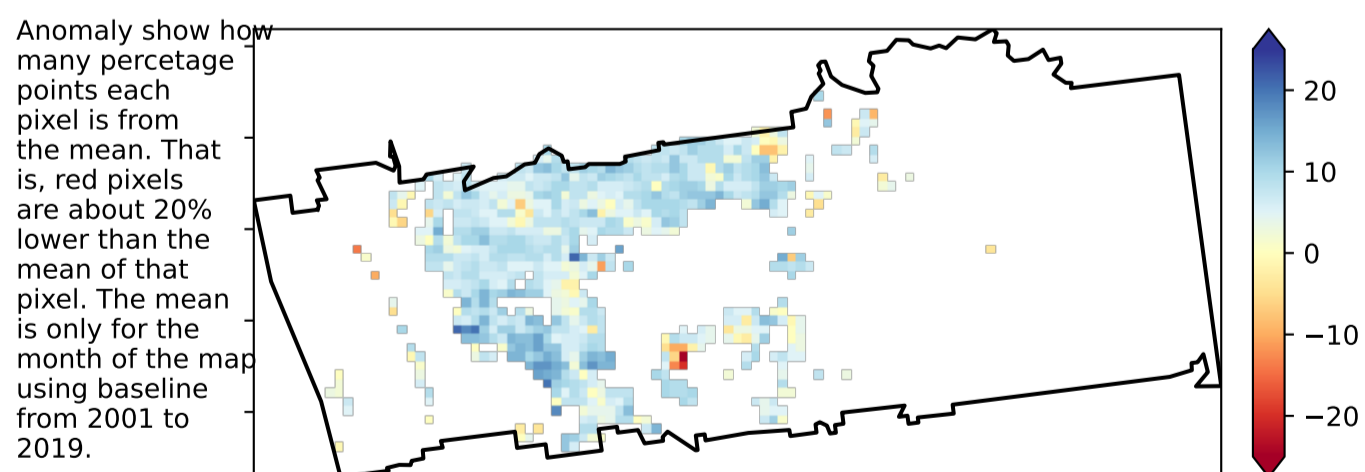 Anomaly show how
many percetage
points each
pixel is from
the mean. That
is, red pixels
are about 20%
lower than the
mean of that
pixel. The mean
is only for the
month of the map
using baseline
from 2001 to
2019.
20
10
0
−10
−20